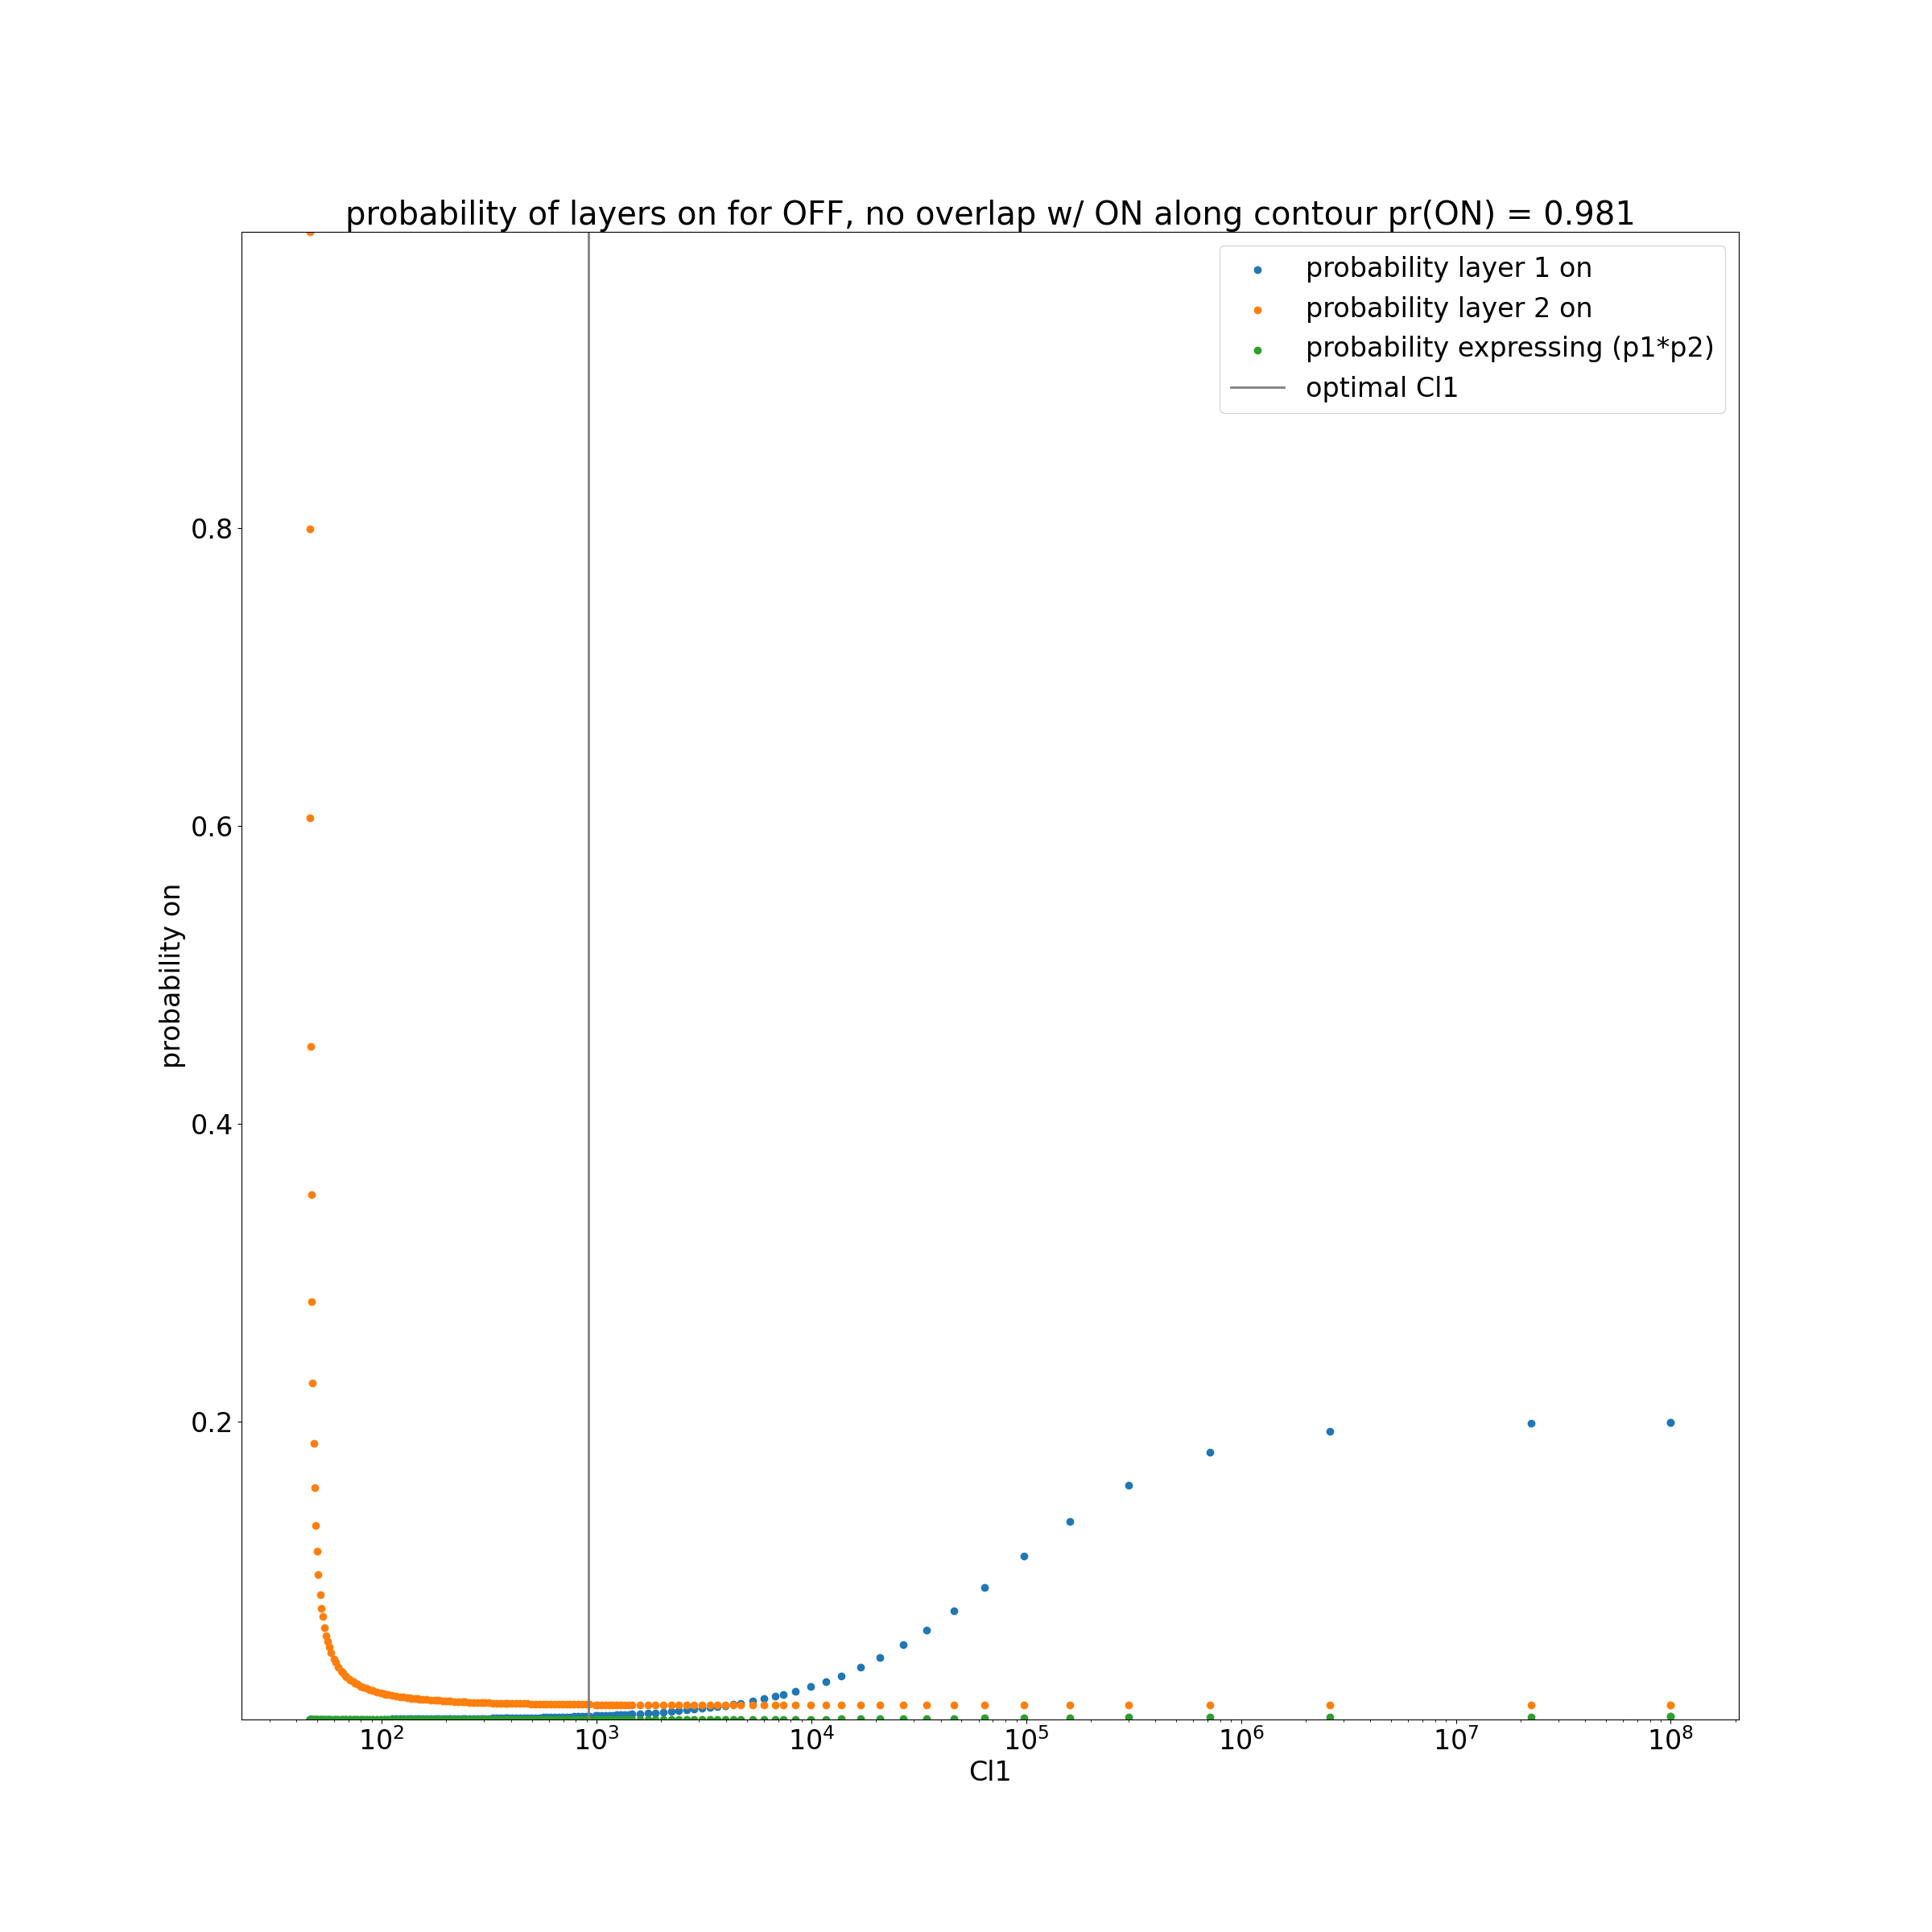 probability of layers on for OFF, no overlap w/ ON along contour pr(ON) = 0.981
probability layer 1 on
probability layer 2 on
probability expressing (p1*p2)
optimal Cl1
0.8
0.6
0.4
0.2
probability on
10² 10³ 10⁴ 10⁵ 10⁶ 10⁷ 10⁸
Cl1